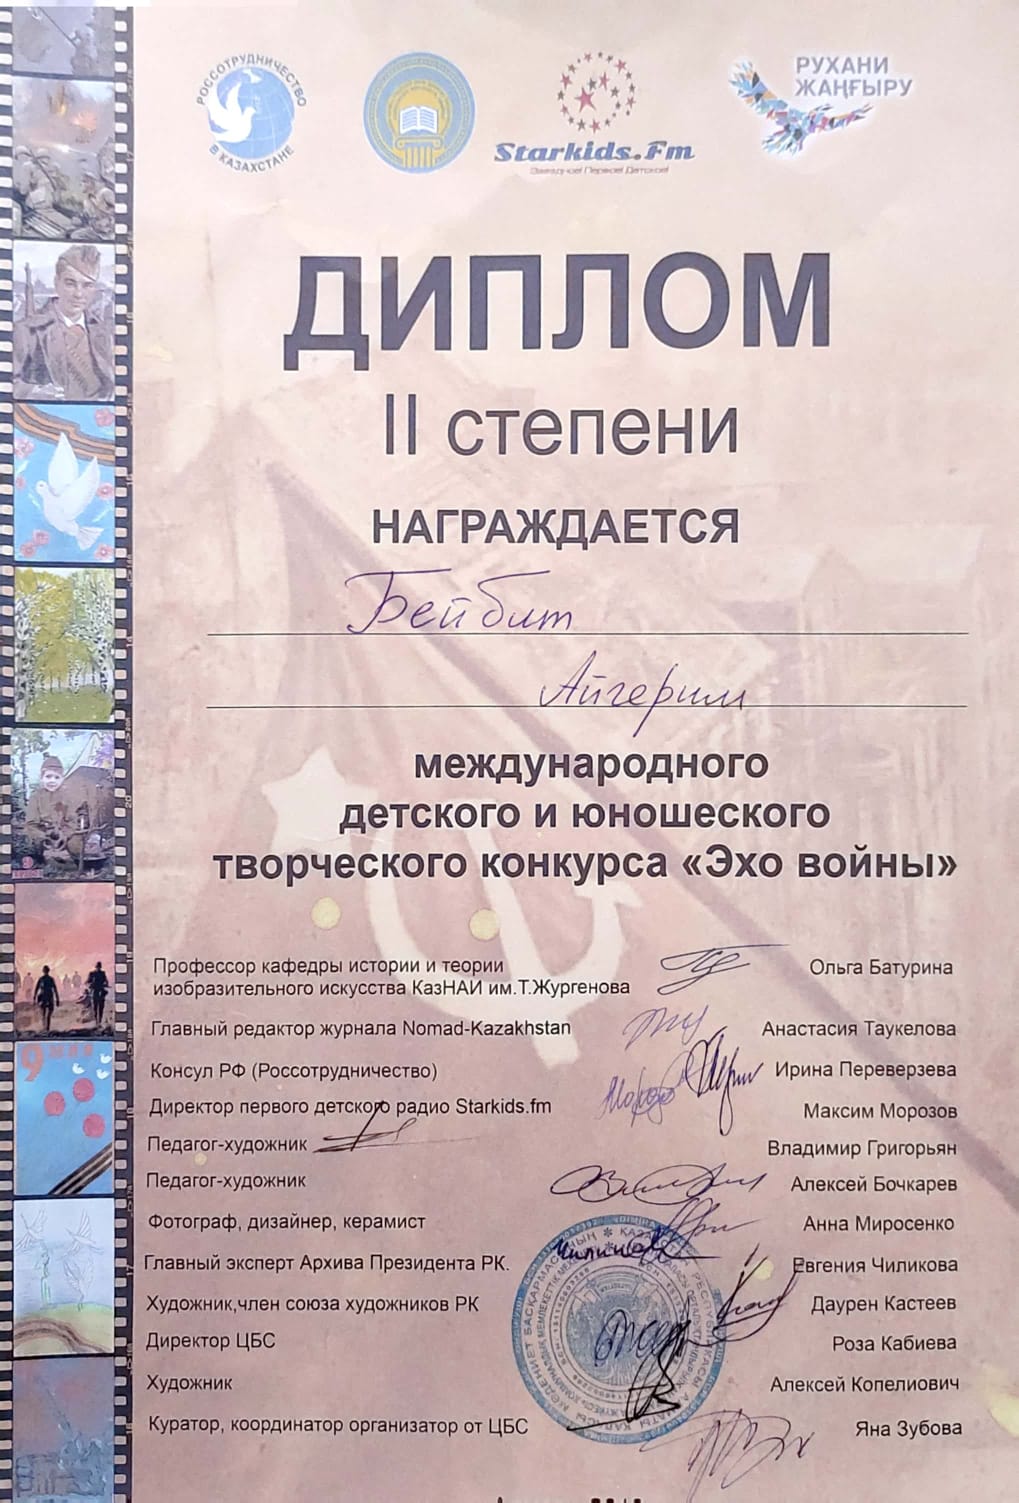 РОССОТРУДНИЧЕСТВО
В КАЗАХСТАНЕ
Starkids.Fm
Звездное! Первое! Детское!
РУХАНИ
ЖАҢҒЫРУ
ДИПЛОМ
II степени
НАГРАЖДАЕТСЯ
Бейбит
Айгерим
международного
детского и юношеского
творческого конкурса «Эхо войны»
Профессор кафедры истории и теории
изобразительного искусства КазНАИ им.Т.Жургенова Ольга Батурина
Главный редактор журнала Nomad-Kazakhstan Анастасия Таукелова
Консул РФ (Россотрудничество) Ирина Переверзева
Директор первого детского радио Starkids.fm Максим Морозов
Педагог-художник Владимир Григорьян
Педагог-художник Алексей Бочкарев
Фотограф, дизайнер, керамист Анна Миросенко
Главный эксперт Архива Президента РК. Евгения Чиликова
Художник,член союза художников РК Даурен Кастеев
Директор ЦБС Роза Кабиева
Художник Алексей Копелиович
Куратор, координатор организатор от ЦБС Яна Зубова